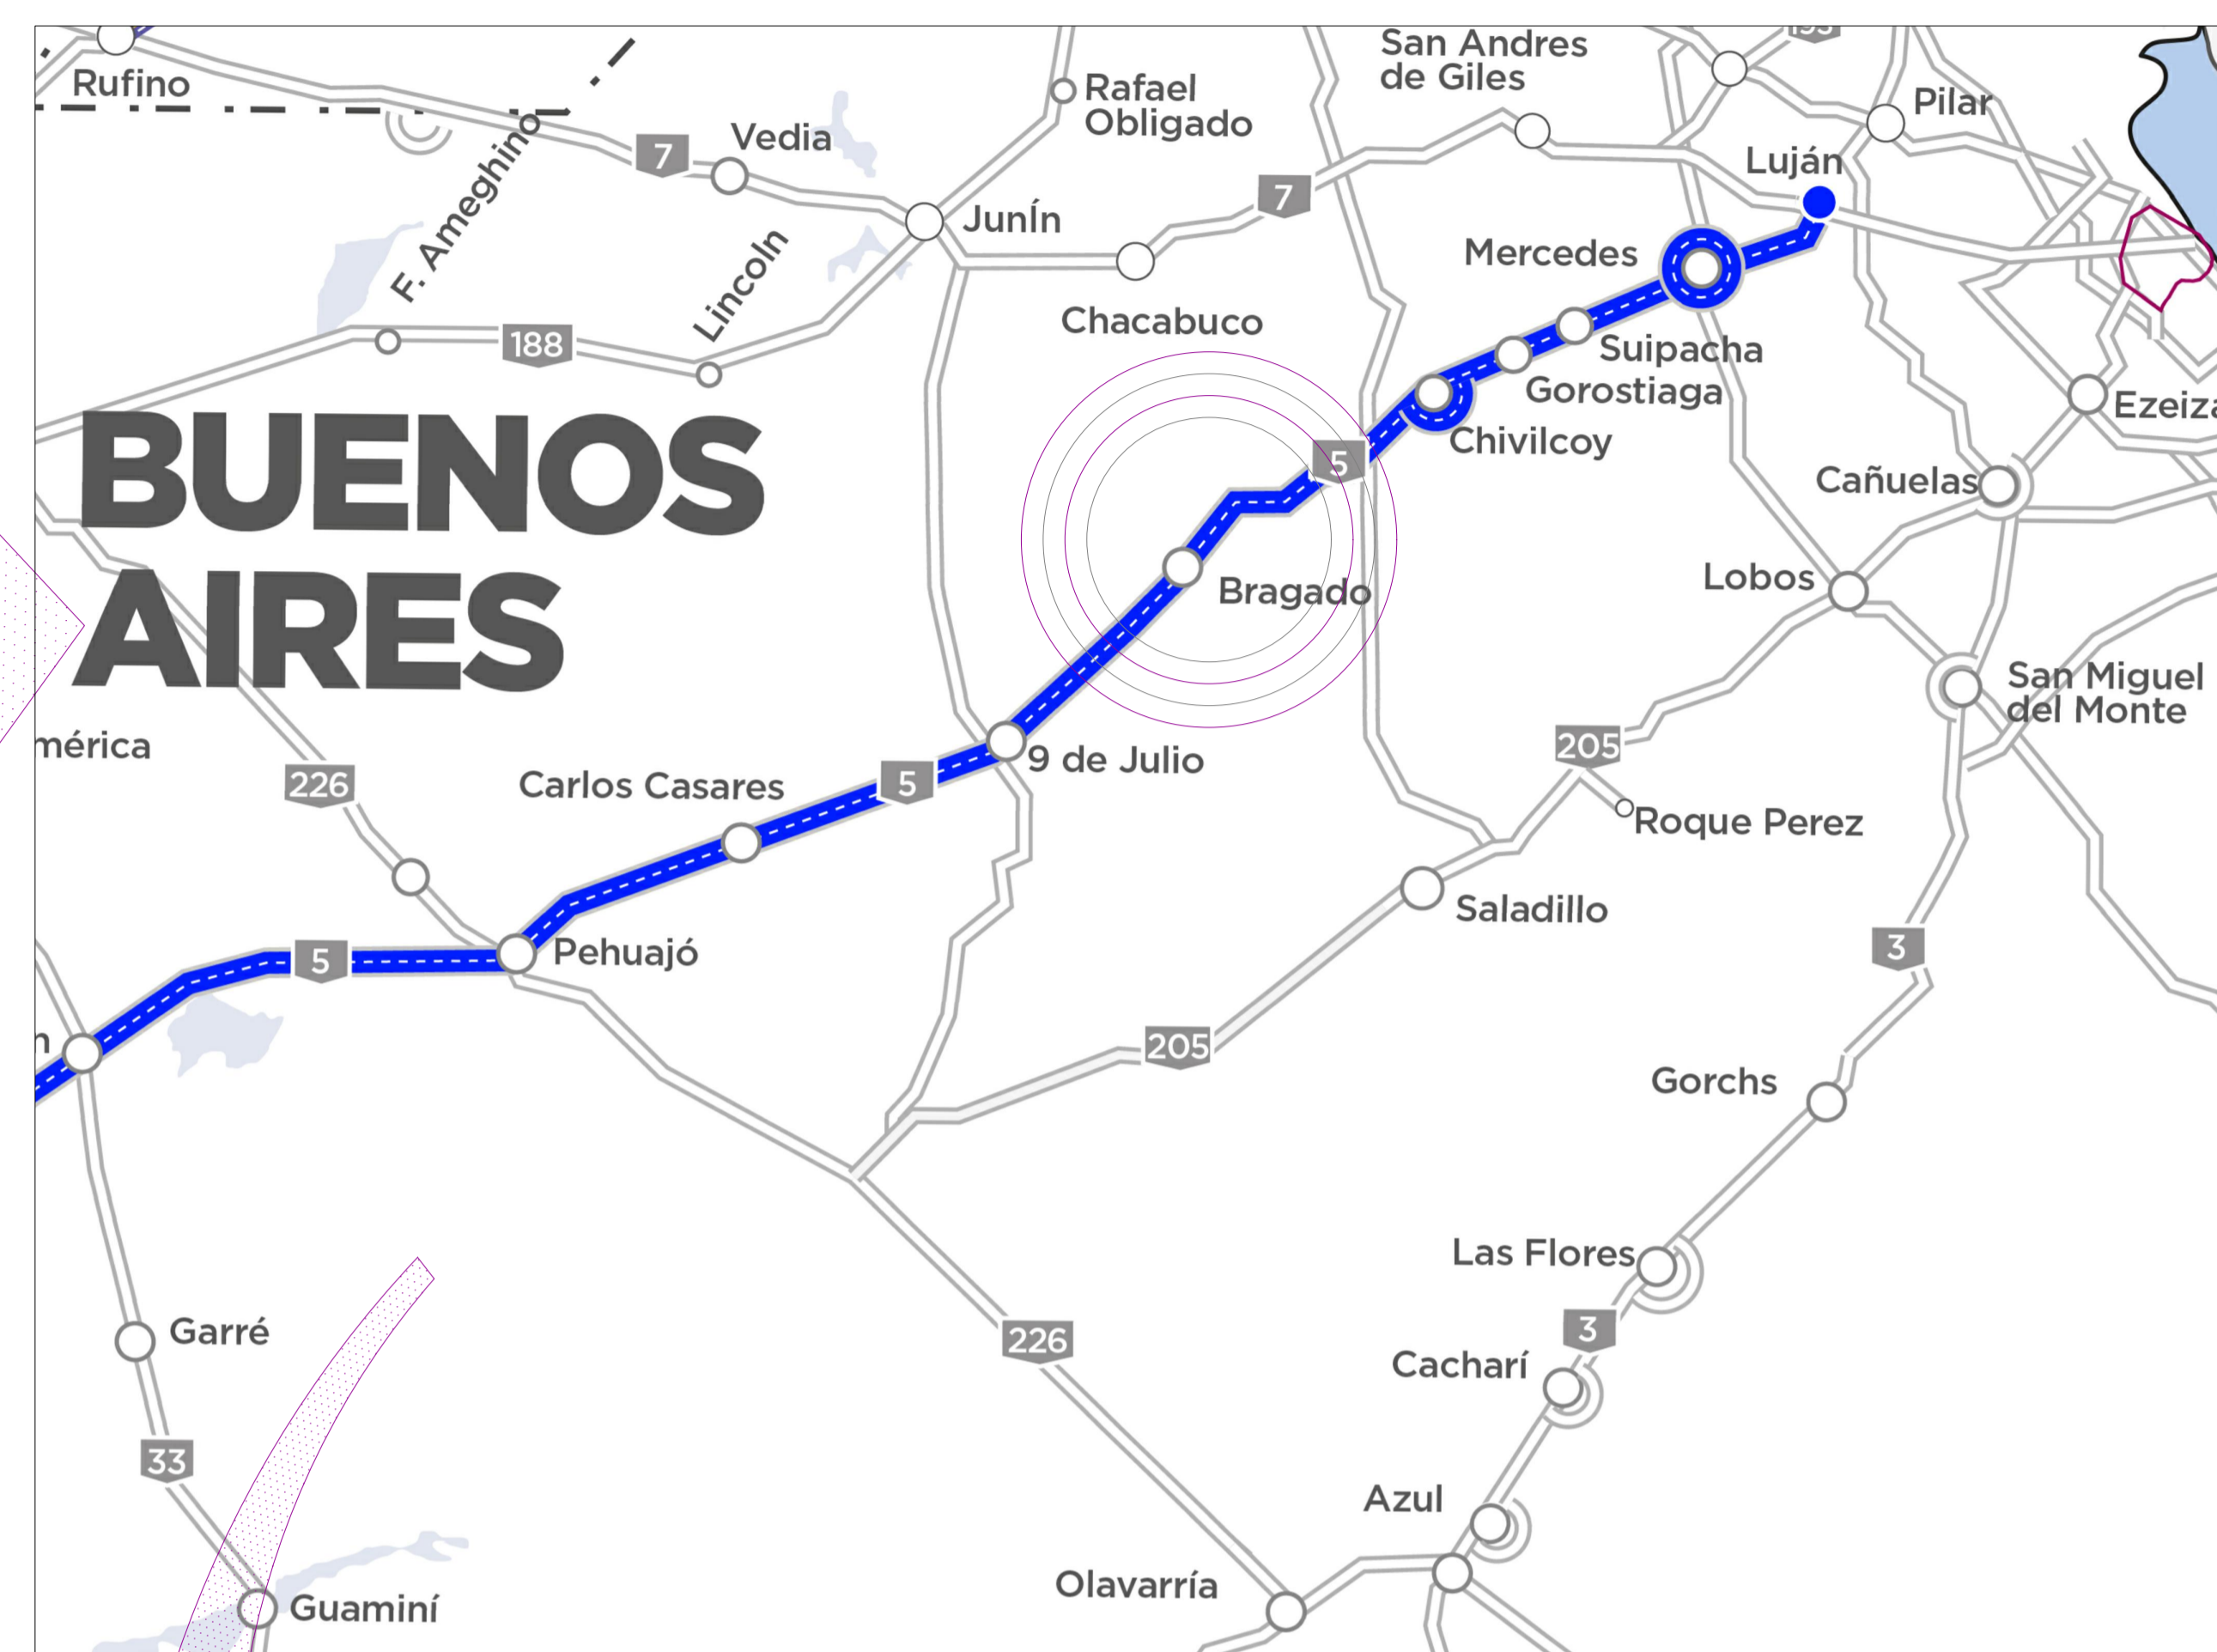 San Andres
de Giles
Rufino
Rafael
Obligado
Pilar
7
Vedia
F. Ameghino
Luján
7
JunÍn
Lincoln
Mercedes
Chacabuco
188
Suipacha
Gorostiaga
Ezeiza
Chivilcoy
5
BUENOS
AIRES
Cañuelas
Bragado
Lobos
San Miguel
del Monte
mérica
205
9 de Julio
226
Carlos Casares
5
Roque Perez
Saladillo
Pehuajó
5
3
n
205
Gorchs
Las Flores
Garré
226
3
Cacharí
33
Azul
Olavarría
Guaminí